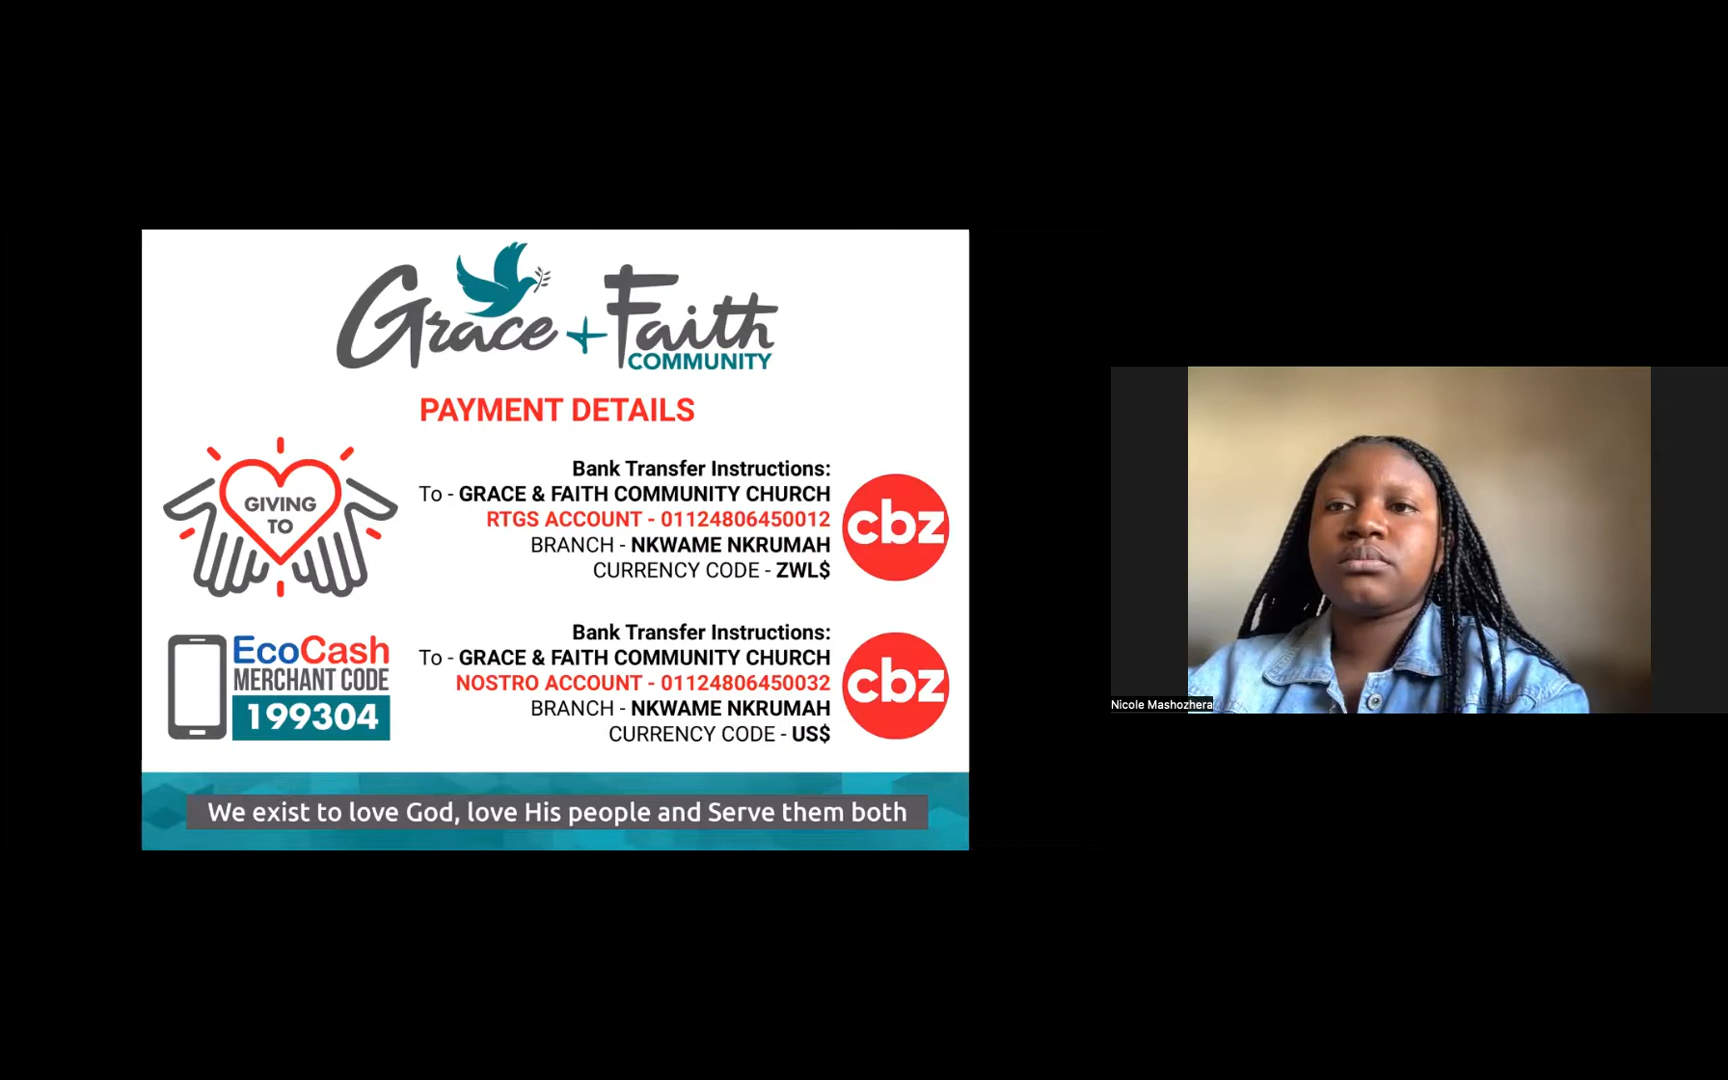 Grace + Faith
COMMUNITY
PAYMENT DETAILS
GIVING
TO
Bank Transfer Instructions:
To - GRACE & FAITH COMMUNITY CHURCH
RTGS ACCOUNT - 01124806450012
BRANCH - NKWAME NKRUMAH
CURRENCY CODE - ZWL$
cbz
EcoCash
MERCHANT CODE
199304
Bank Transfer Instructions:
To - GRACE & FAITH COMMUNITY CHURCH
NOSTRO ACCOUNT - 01124806450032
BRANCH - NKWAME NKRUMAH
CURRENCY CODE - US$
cbz
We exist to love God, love His people and Serve them both
Nicole Mashozhera